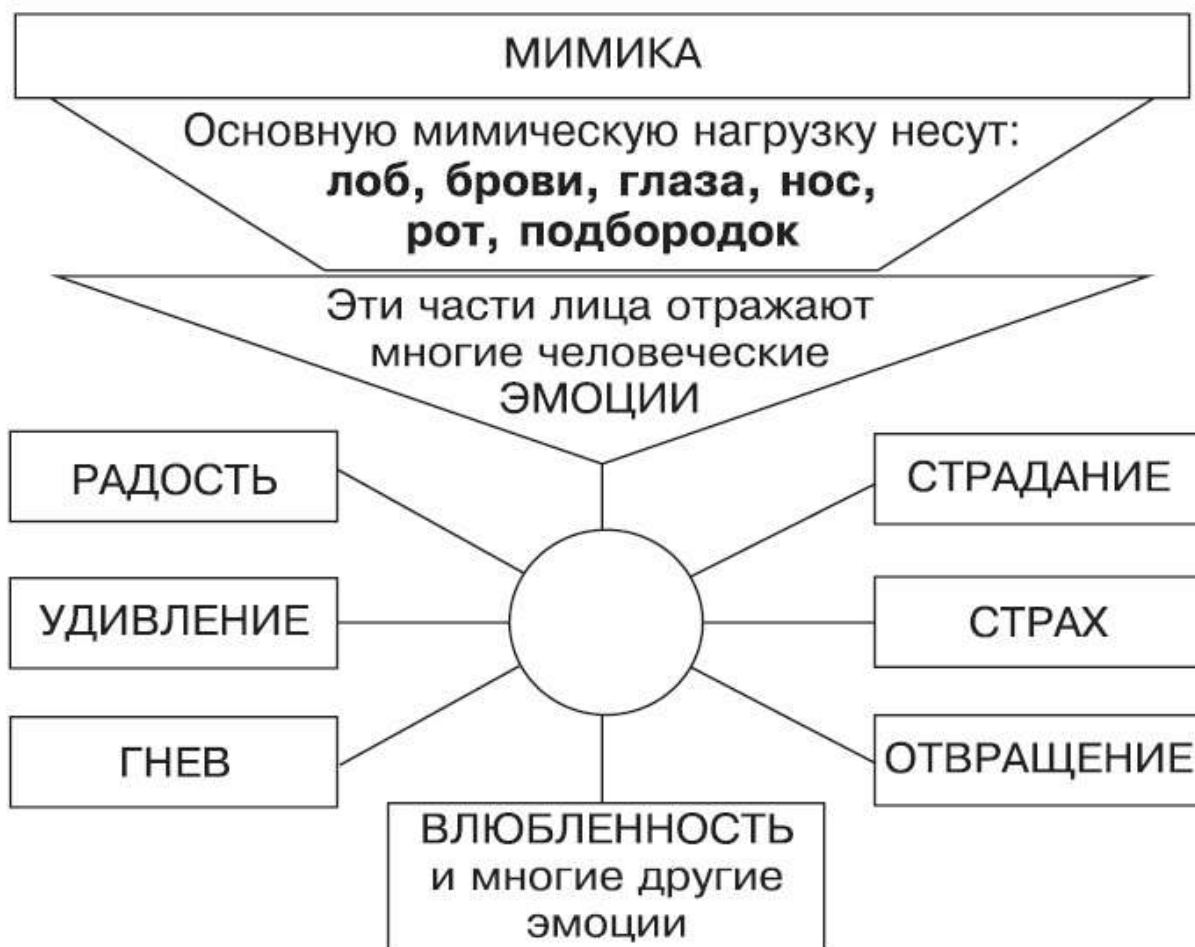 МИМИКА
Основную мимическую нагрузку несут:
лоб, брови, глаза, нос,
рот, подбородок
Эти части лица отражают
многие человеческие
ЭМОЦИИ
РАДОСТЬ
СТРАДАНИЕ
УДИВЛЕНИЕ
СТРАХ
ГНЕВ
ОТВРАЩЕНИЕ
ВЛЮБЛЕННОСТЬ
и многие другие
эмоции